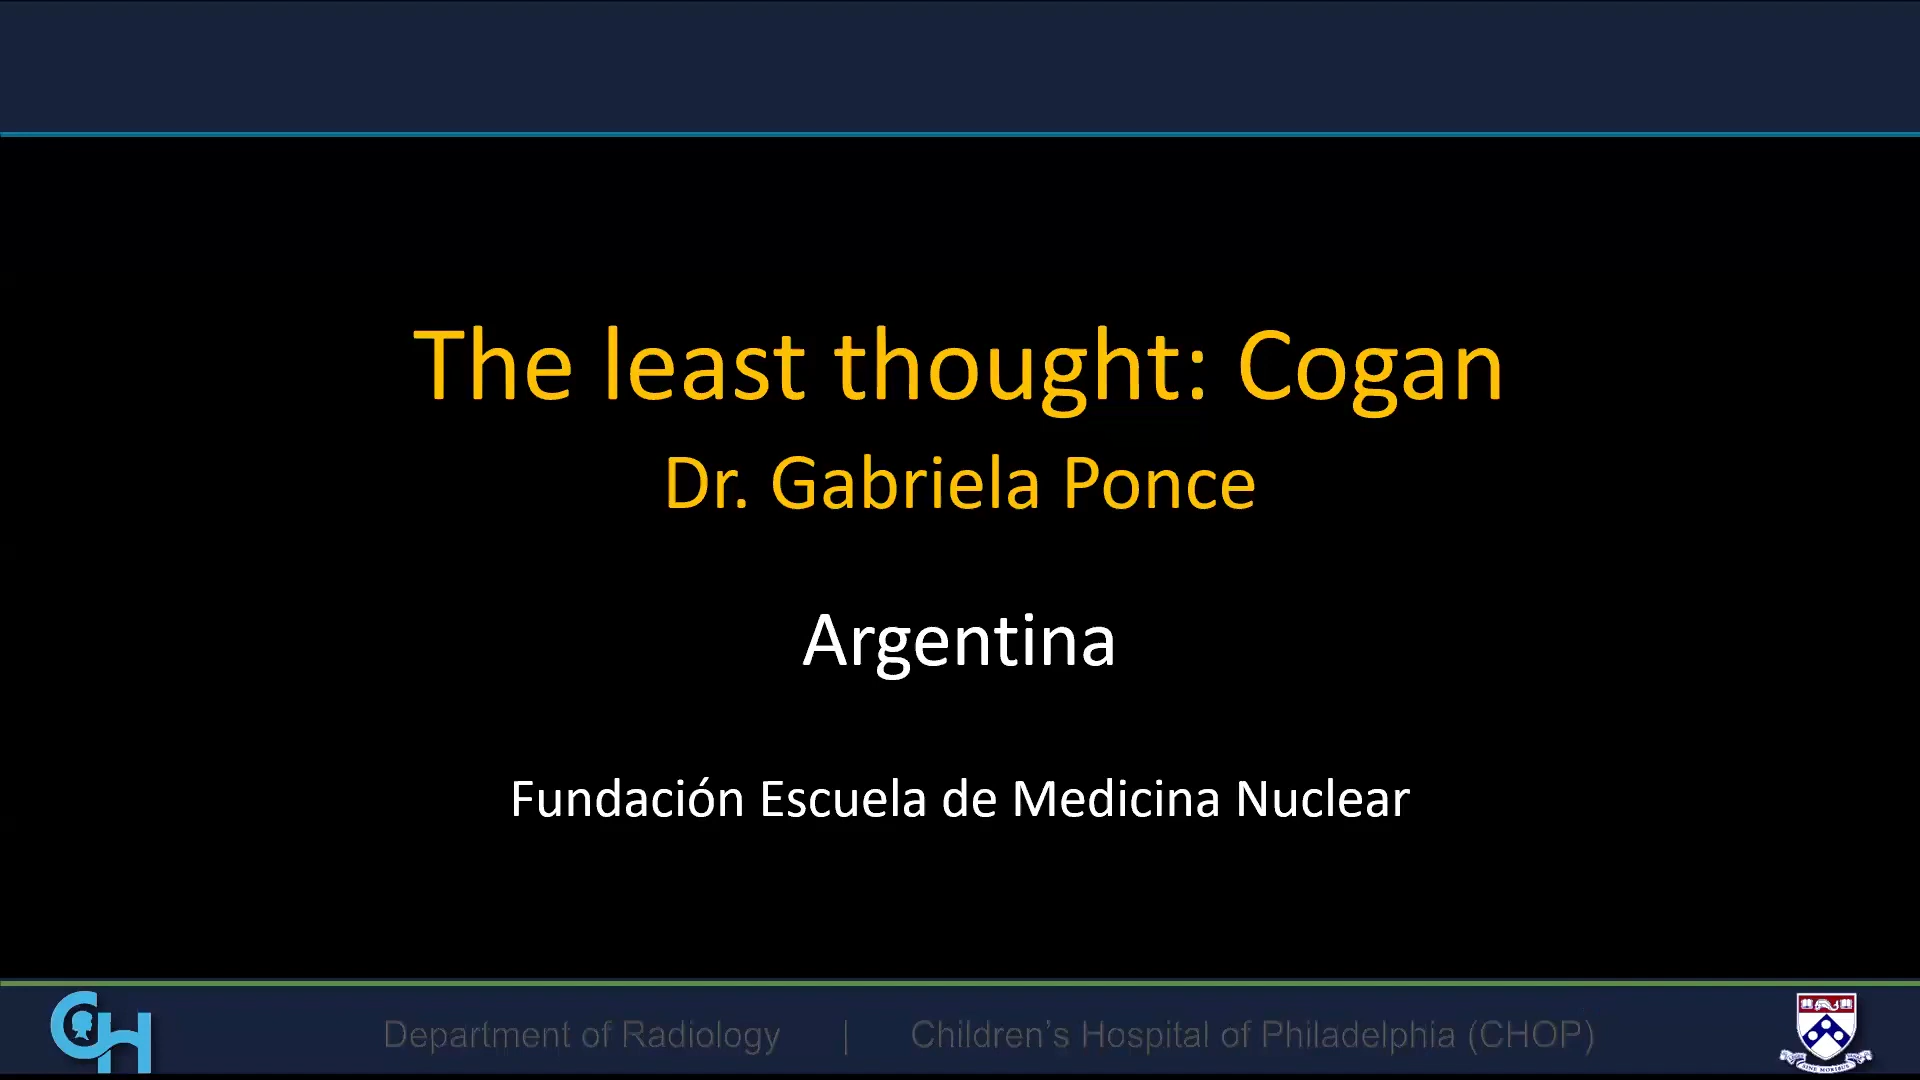 The least thought: Cogan
Dr. Gabriela Ponce
Argentina
Fundación Escuela de Medicina Nuclear
CH
Department of Radiology | Children's Hospital of Philadelphia (CHOP)